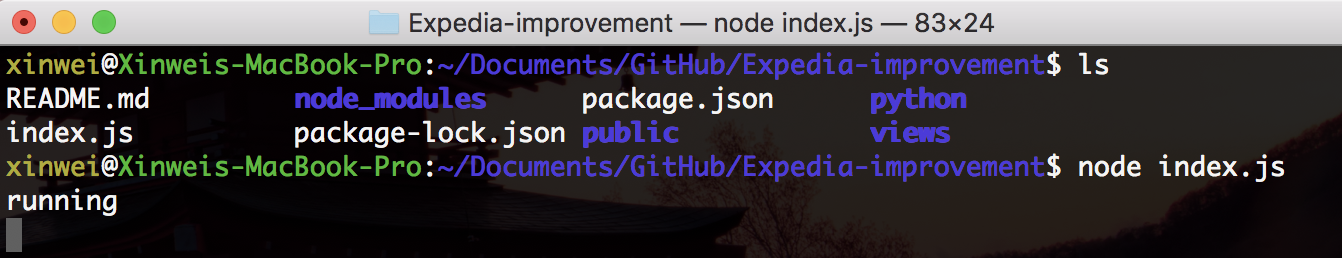 Expedia-improvement — node index.js — 83×24
xinwei@Xinweis-MacBook-Pro:~/Documents/GitHub/Expedia-improvement$ ls
README.md node_modules package.json python
index.js package-lock.json public views
xinwei@Xinweis-MacBook-Pro:~/Documents/GitHub/Expedia-improvement$ node index.js
running